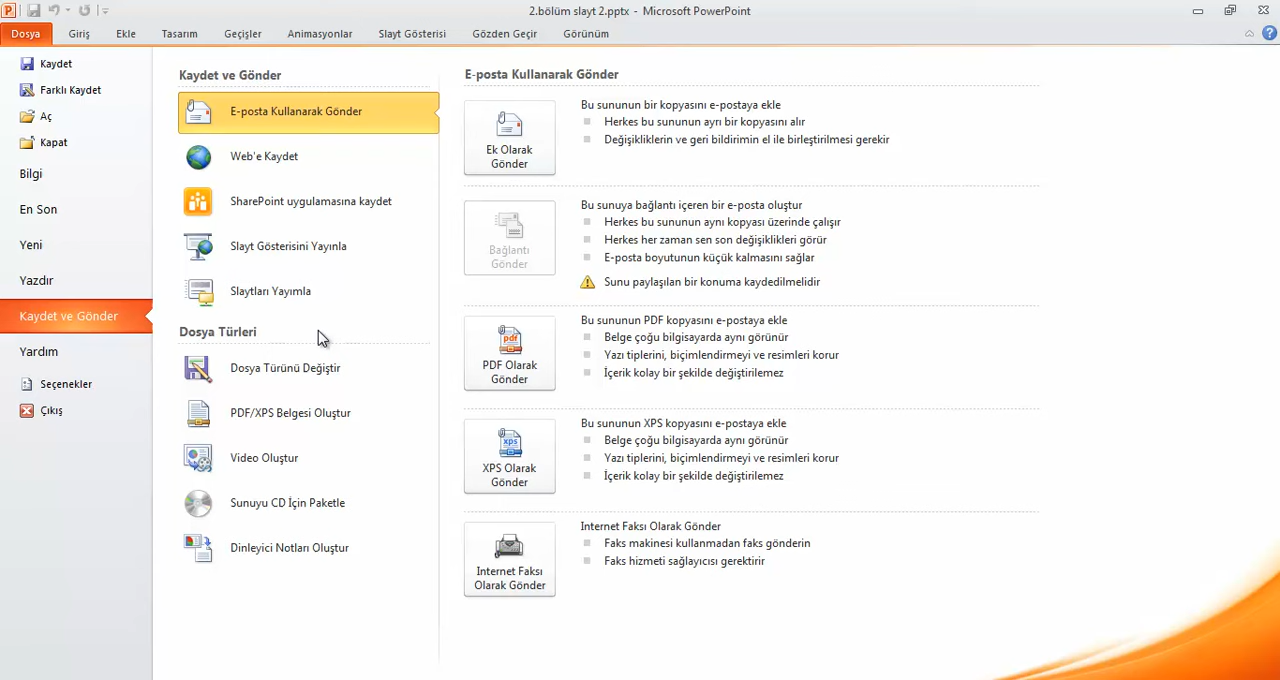 2.bölüm slayt 2.pptx - Microsoft PowerPoint
Dosya
Giriş
Ekle
Tasarım
Geçişler
Animasyonlar
Slayt Gösterisi
Gözden Geçir
Görünüm
Kaydet
Farklı Kaydet
Aç
Kapat
Bilgi
En Son
Yeni
Yazdır
Kaydet ve Gönder
Yardım
Seçenekler
Çıkış
Kaydet ve Gönder
E-posta Kullanarak Gönder
Web'e Kaydet
SharePoint uygulamasına kaydet
Slayt Gösterisini Yayınla
Slaytları Yayımla
Dosya Türleri
Dosya Türünü Değiştir
PDF/XPS Belgesi Oluştur
Video Oluştur
Sunuyu CD İçin Paketle
Dinleyici Notları Oluştur
E-posta Kullanarak Gönder
Ek Olarak
Gönder
Bu sununun bir kopyasını e-postaya ekle
Herkes bu sununun ayrı bir kopyasını alır
Değişikliklerin ve geri bildirimin el ile birleştirilmesi gerekir
Bağlantı
Gönder
Bu sunuya bağlantı içeren bir e-posta oluştur
Herkes bu sununun aynı kopyası üzerinde çalışır
Herkes her zaman sen son değişiklikleri görür
E-posta boyutunun küçük kalmasını sağlar
Sunu paylaşılan bir konuma kaydedilmelidir
pdf
PDF Olarak
Gönder
Bu sununun PDF kopyasını e-postaya ekle
Belge çoğu bilgisayarda aynı görünür
Yazı tiplerini, biçimlendirmeyi ve resimleri korur
İçerik kolay bir şekilde değiştirilemez
xps
XPS Olarak
Gönder
Bu sununun XPS kopyasını e-postaya ekle
Belge çoğu bilgisayarda aynı görünür
Yazı tiplerini, biçimlendirmeyi ve resimleri korur
İçerik kolay bir şekilde değiştirilemez
Internet Faksı
Olarak Gönder
Internet Faksı Olarak Gönder
Faks makinesi kullanmadan faks gönderin
Faks hizmeti sağlayıcısı gerektirir